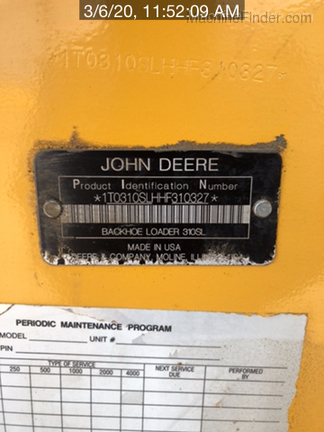 3/6/20, 11:52:09 AM
MachineFinder.com
*1T0310SLHHF310327*
JOHN DEERE
Product Identification Number
*1T0310SLHHF310327*
BACKHOE LOADER 310SL
MADE IN USA
DEERE & COMPANY, MOLINE, ILLINOIS
PERIODIC MAINTENANCE PROGRAM
MODEL UNIT #
PIN
TYPE OF SERVICE
250 500 1000 2000 4000 NEXT SERVICE DUE PERFORMED BY